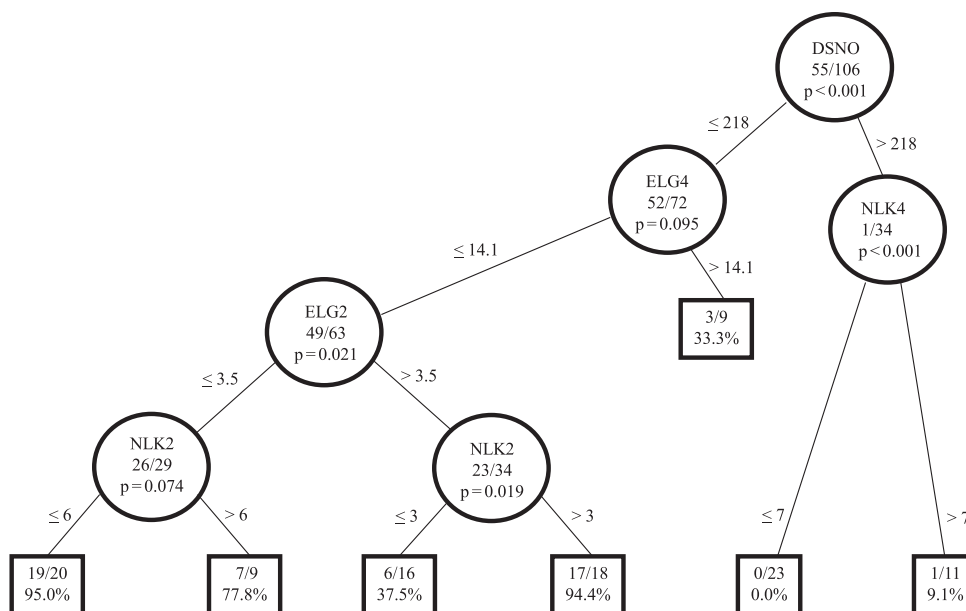 DSNO
55/106
p<0.001
≤ 218
> 218
ELG4
52/72
p=0.095
NLK4
1/34
p<0.001
≤ 14.1
> 14.1
ELG2
49/63
p=0.021
3/9
33.3%
≤ 3.5
> 3.5
NLK2
26/29
p=0.074
NLK2
23/34
p=0.019
≤ 6
> 6
≤ 3
> 3
≤ 7
> 7
19/20
95.0%
7/9
77.8%
6/16
37.5%
17/18
94.4%
0/23
0.0%
1/11
9.1%